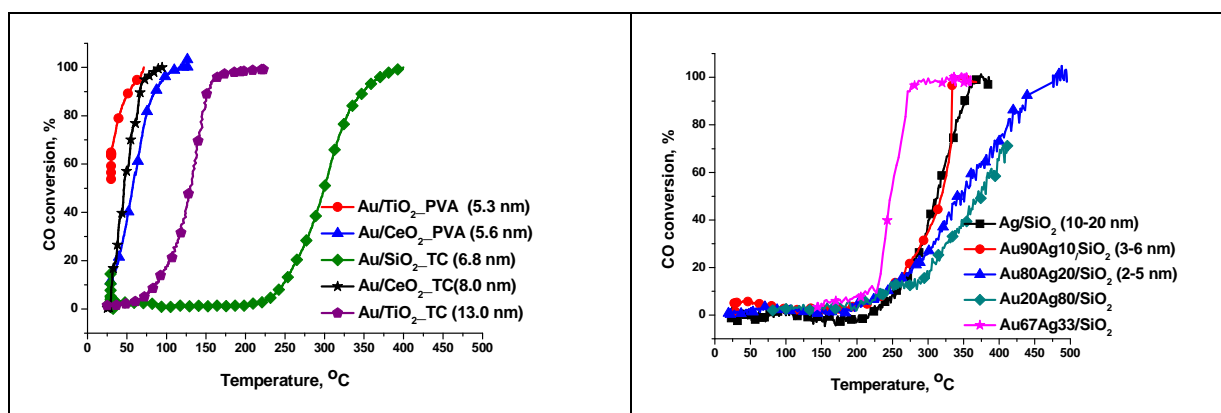 CO conversion, %
100
80
60
40
20
0
Au/TiO2_PVA (5.3 nm)
Au/CeO2_PVA (5.6 nm)
Au/SiO2_TC (6.8 nm)
Au/CeO2_TC(8.0 nm)
Au/TiO2_TC (13.0 nm)
0 50 100 150 200 250 300 350 400 450 500
Temperature, °C
CO conversion, %
100
80
60
40
20
0
Ag/SiO2 (10-20 nm)
Au90Ag10/SiO2 (3-6 nm)
Au80Ag20/SiO2 (2-5 nm)
Au20Ag80/SiO2
Au67Ag33/SiO2
0 50 100 150 200 250 300 350 400 450 500
Temperature, °C